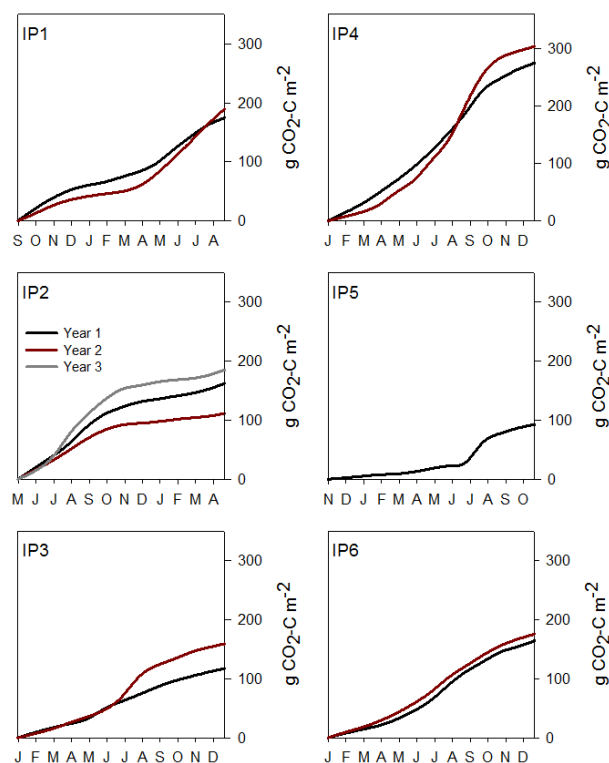 IP1
300
200
100
0
g CO2-C m-2
S O N D J F M A M J J A
IP4
300
200
100
0
g CO2-C m-2
J F M A M J J A S O N D
IP2
Year 1
Year 2
Year 3
300
200
100
0
g CO2-C m-2
M J J A S O N D J F M A
IP5
300
200
100
0
g CO2-C m-2
N D J F M A M J J A S O
IP3
300
200
100
0
g CO2-C m-2
J F M A M J J A S O N D
IP6
300
200
100
0
g CO2-C m-2
J F M A M J J A S O N D